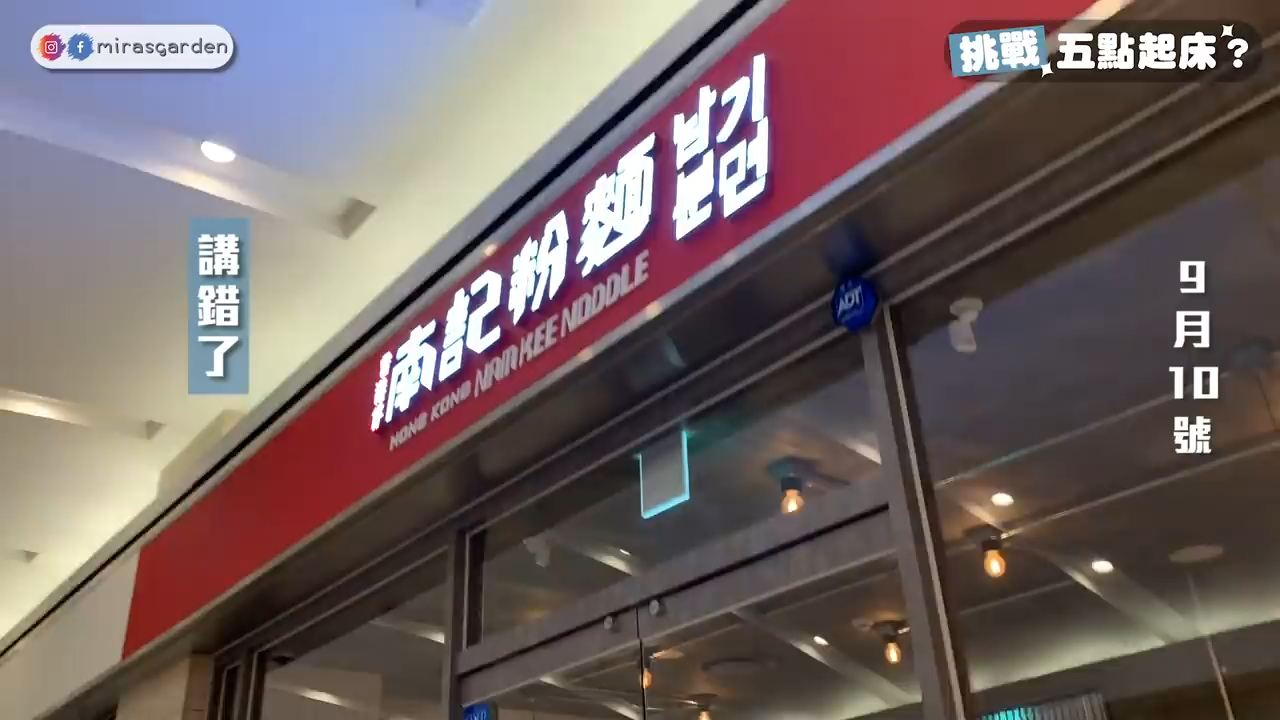 mirasgarden
挑戰 五點起床?
講錯了
南記粉麵
HONG KONG NAM KEE NOODLE
남기
분면
ADT
9月10號